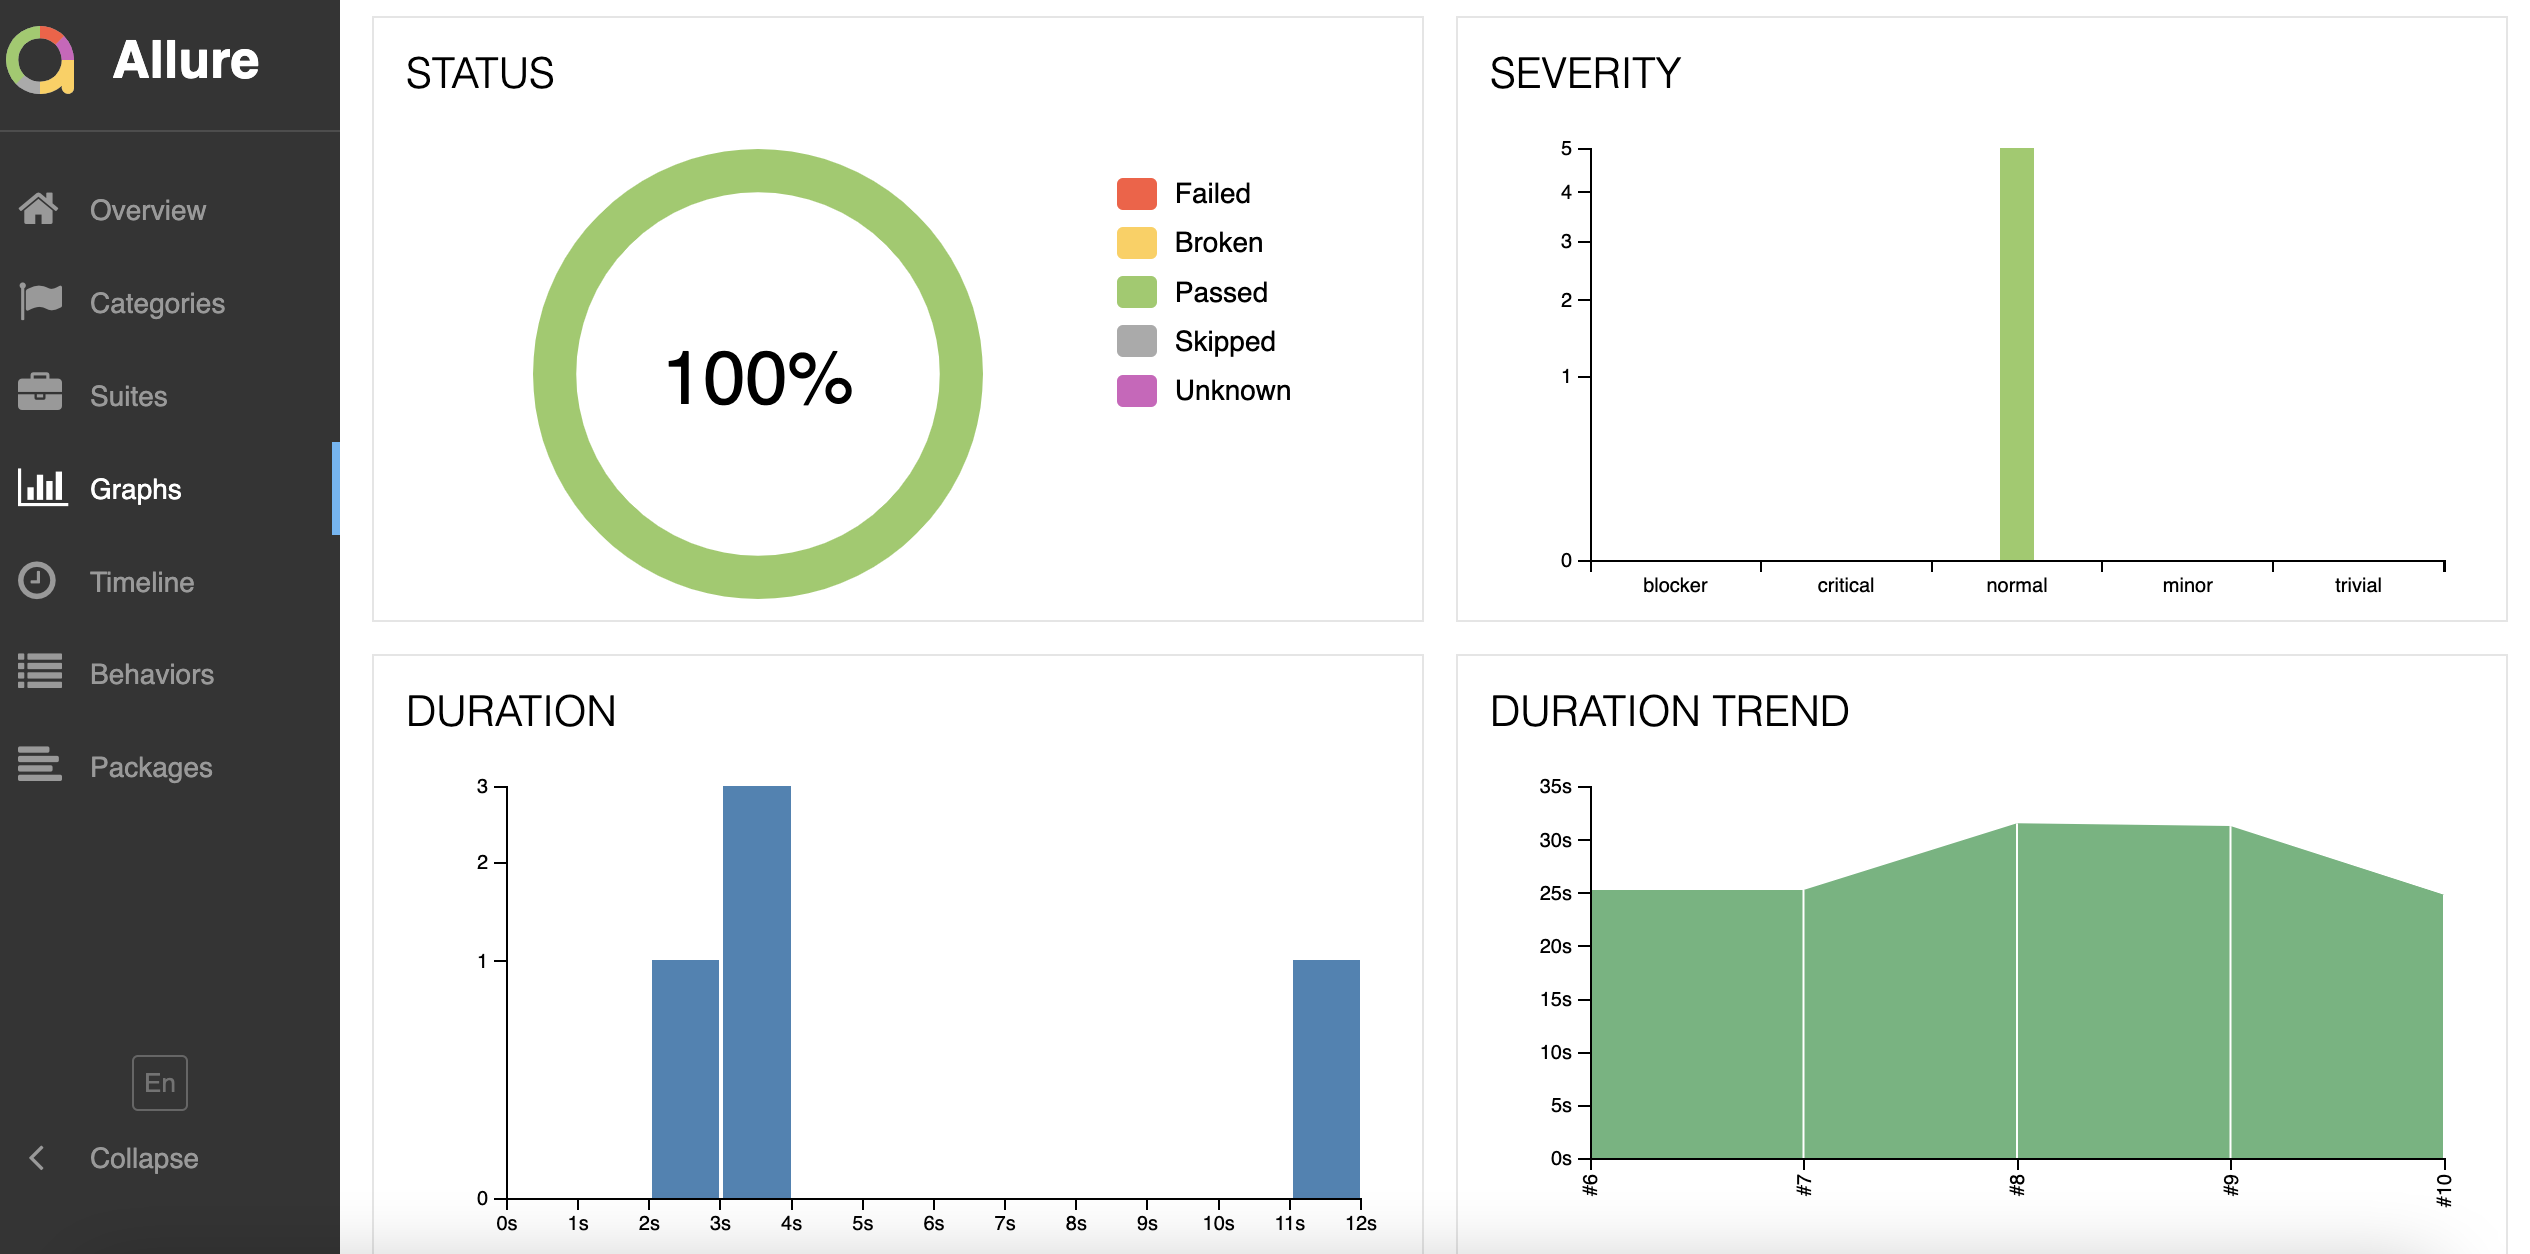 Allure
Overview
Categories
Suites
Graphs
Timeline
Behaviors
Packages
En
Collapse
STATUS
100%
Failed
Broken
Passed
Skipped
Unknown
SEVERITY
5
4
3
2
1
0
blocker critical normal minor trivial
DURATION
3
2
1
0
0s 1s 2s 3s 4s 5s 6s 7s 8s 9s 10s 11s 12s
DURATION TREND
35s
30s
25s
20s
15s
10s
5s
0s
#6 #7 #8 #9 #10